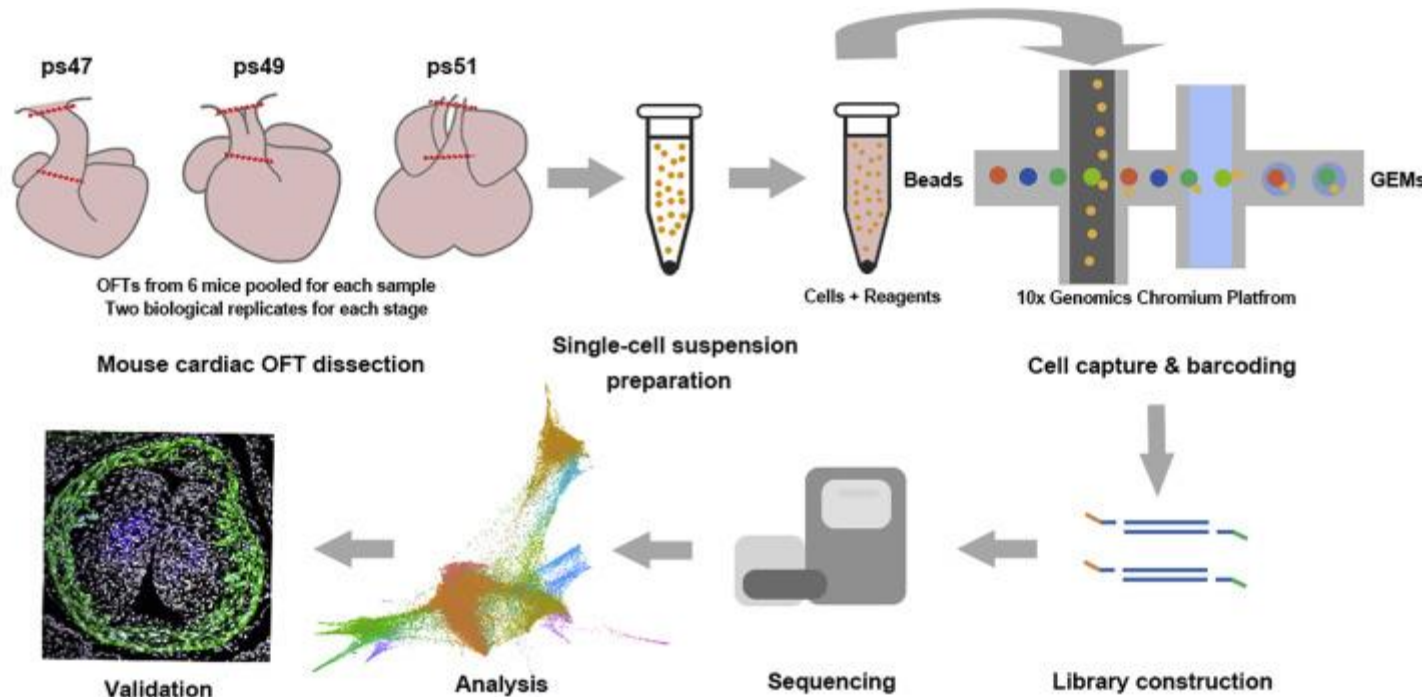 ps47
ps49
ps51
Beads
GEMs
OFTs from 6 mice pooled for each sample
Two biological replicates for each stage
Cells + Reagents
10x Genomics Chromium Platfrom
Mouse cardiac OFT dissection
Single-cell suspension
preparation
Cell capture & barcoding
Validation
Analysis
Sequencing
Library construction